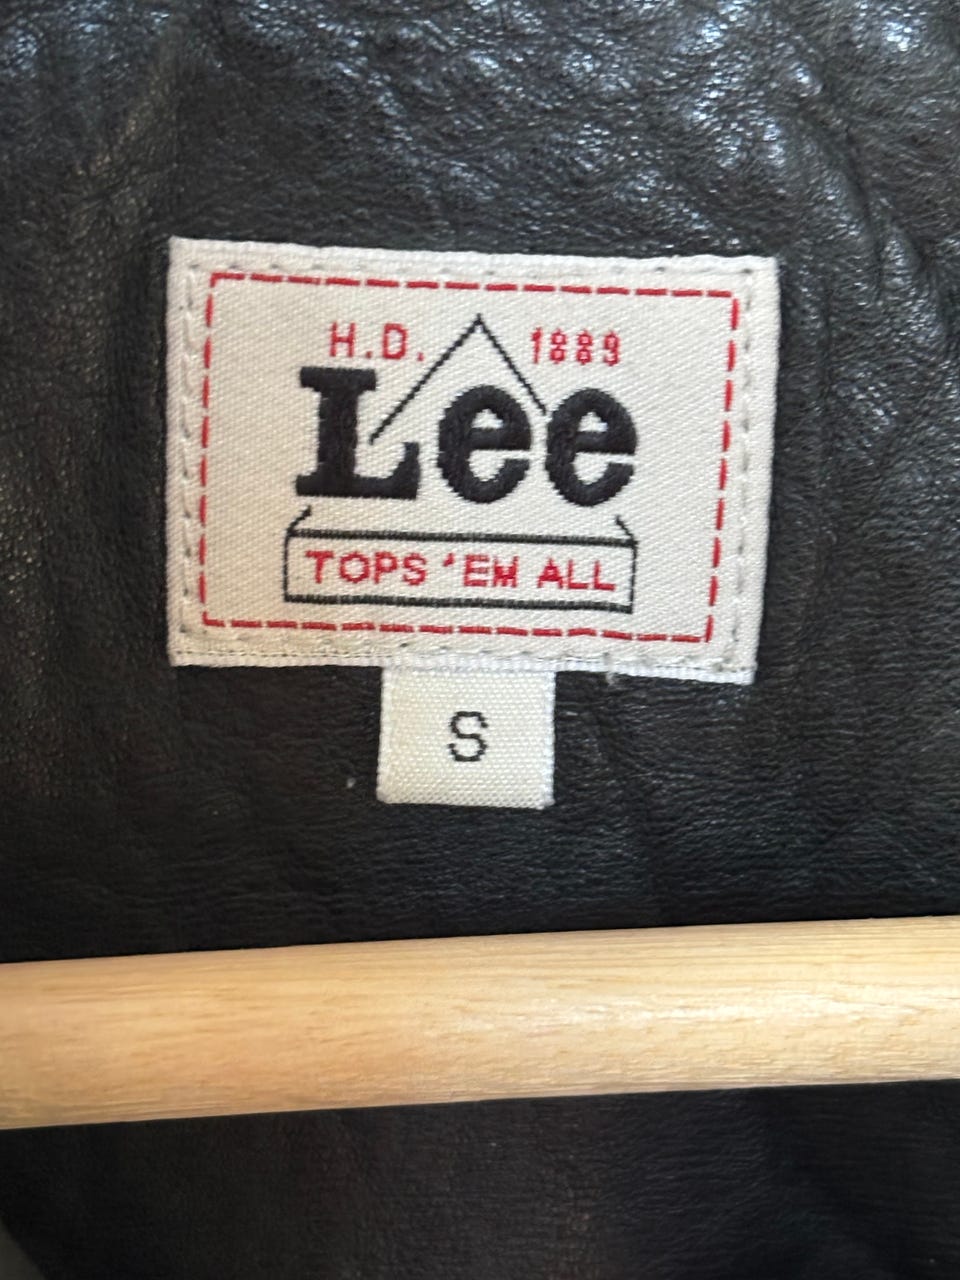 H.D. 1889
Lee
TOPS 'EM ALL
S